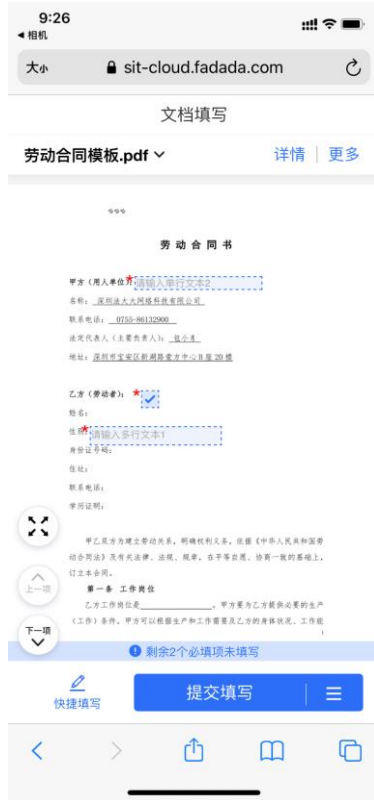 9:26
◀ 相机
大小 sit-cloud.fadada.com
文档填写
劳动合同模板.pdf
详情 | 更多
劳 动 合 同 书
甲方（用人单位）：*请输入单行文本2
名称： 深圳法大大网络科技有限公司
联系电话： 0755-86132900
法定代表人（主要负责人）：
地址：深圳市宝安区新湖路壹方中心B座 20 楼
乙方（劳动者）： *
姓名：
性别*请输入多行文本1
身份证号码：
住址：
联系电话：
学历证明：
甲乙双方为建立劳动关系，明确权利义务，依据《中华人民共和国劳
动合同法》及有关法律、法规、规章，在平等自愿、协商一致的基础上，
订立本合同。
第一条 工作岗位
乙方工作岗位是 ，甲方要为乙方提供必要的生产
（工作）条件。甲方可以根据生产和工作需要及乙方的身体状况、工作能
1
上一项
下一项
剩余2个必填项未填写
快捷填写
提交填写